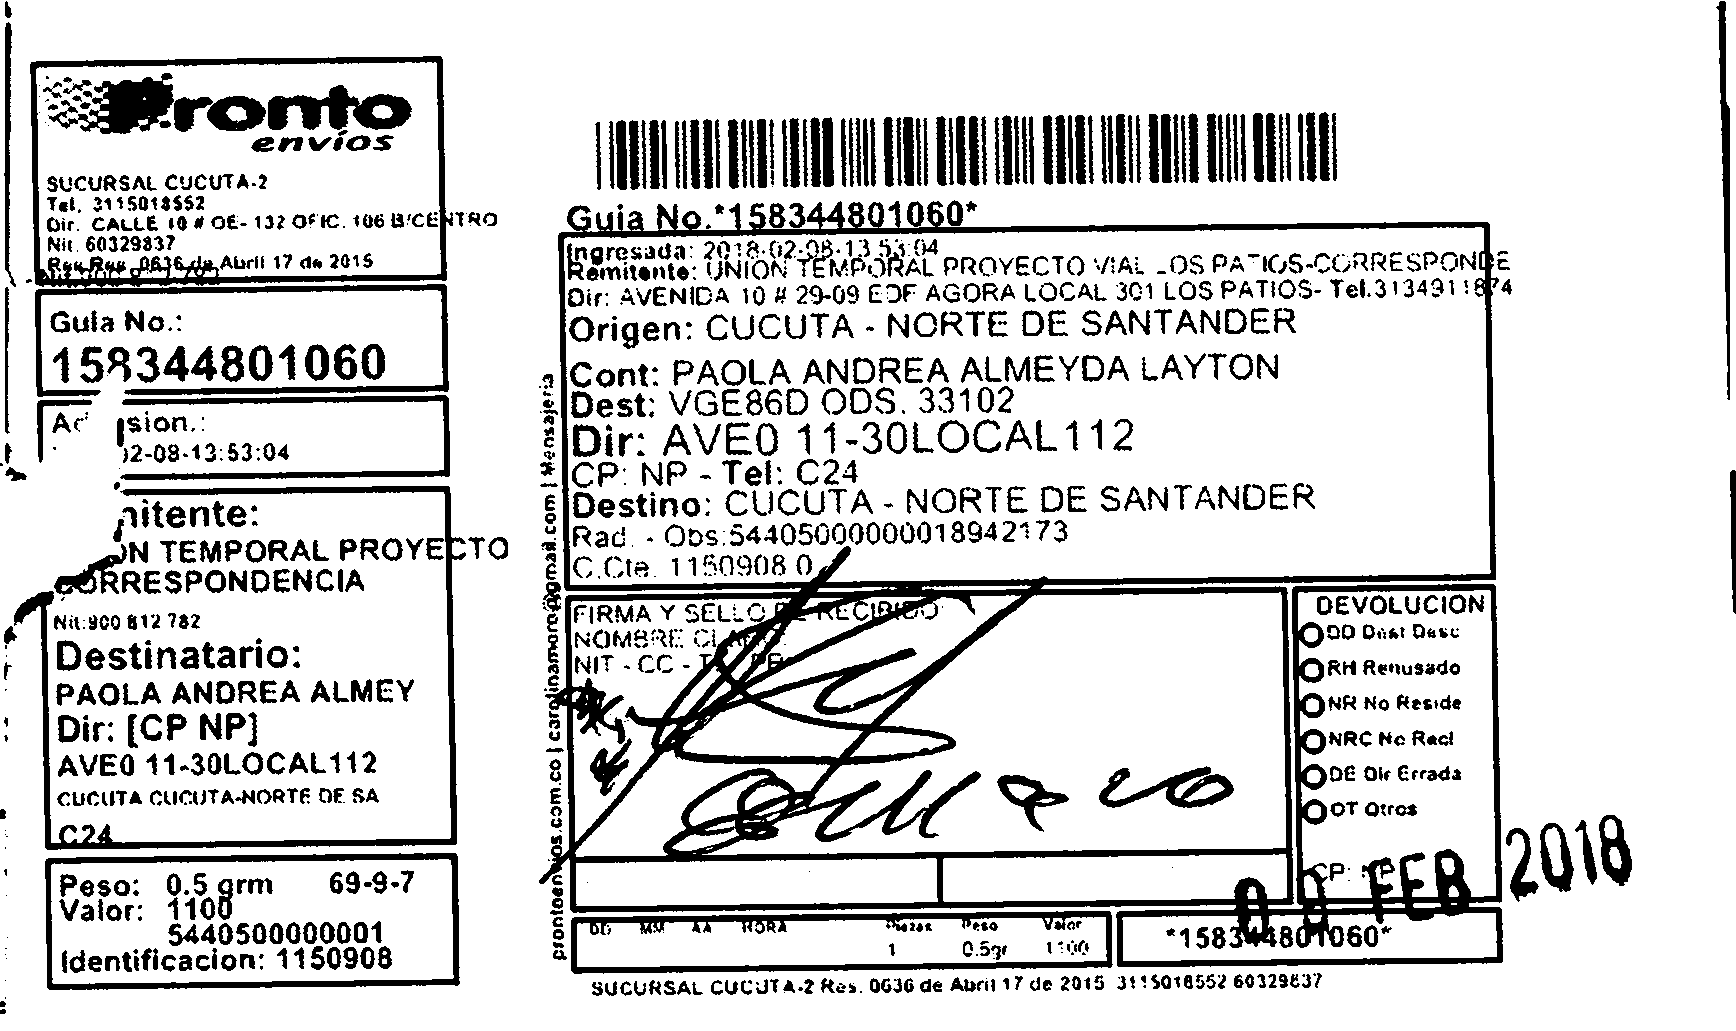 Pronto
envíos
SUCURSAL CUCUTA-2
Tel. 3115018552
Dir. CALLE 10 # OE- 132 OFIC. 106 B/CENTRO
Nit. 60329837
0636 de Abril 17 de 2015
Guia No.:
158344801060
sion.:
2-08-13:53:04
nitente:
ON TEMPORAL PROYECTO
CORRESPONDENCIA
Nit:900 812 782
Destinatario:
PAOLA ANDREA ALMEY
Dir: [CP NP]
AVE0 11-30LOCAL112
CUCUTA CUCUTA-NORTE DE SA
C24
Peso: 0.5 grm 69-9-7
Valor: 1100
5440500000001
Identificacion: 1150908
prontoenvios.com.co | carolinamoro@gmail.com | Mensajeria
Guia No.*158344801060*
Ingresada: 2018-02-08-13:53:04
Remitente: UNION TEMPORAL PROYECTO VIAL LOS PATIOS-CORRESPONDE
Dir: AVENIDA 10 # 29-09 EDF AGORA LOCAL 301 LOS PATIOS- Tel.3134911874
Origen: CUCUTA - NORTE DE SANTANDER
Cont: PAOLA ANDREA ALMEYDA LAYTON
Dest: VGE86D ODS. 33102
Dir: AVE0 11-30LOCAL112
CP: NP - Tel: C24
Destino: CUCUTA - NORTE DE SANTANDER
Rad. - Obs:5440500000018942173
C.Cte. 1150908 0
FIRMA Y SELLO DE RECIBIDO
NOMBRE CLARO
NIT - CC -
DEVOLUCION
DD Dest Desc
RH Rehusado
NR No Reside
NRC No Recl
DE Dir Errada
OT Otros
CP: NP
09 FEB 2018
DD MM AA HORA Piezas Peso Valor
1 0.5gr 1100
*158344801060*
SUCURSAL CUCUTA-2 Res. 0636 de Abril 17 de 2015 3115018552 60329837